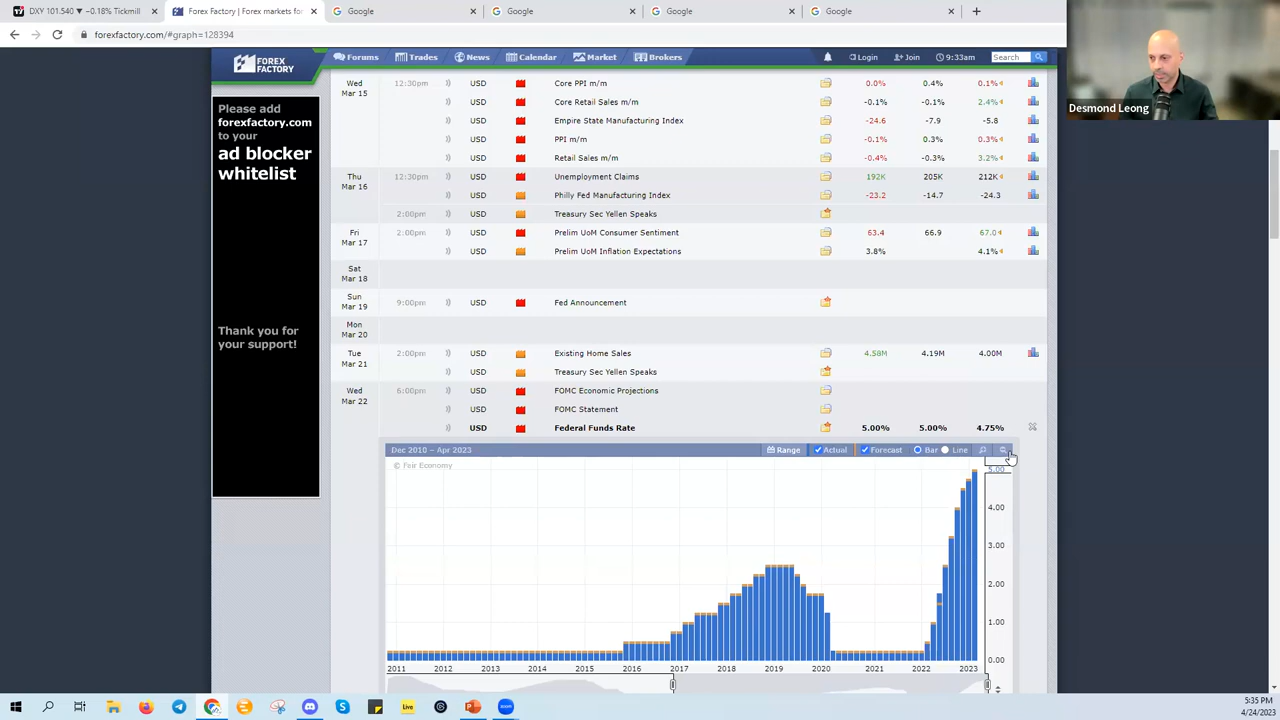 DXY 101.540 ▼ −0.18% Tickmill
Forex Factory | Forex markets for
Google
Google
Google
Google
forexfactory.com/#graph=128394
Desmond Leong
FOREX FACTORY
Forums Trades News Calendar Market Brokers Login Join 9:33am Search
Please add
forexfactory.com
to your
ad blocker
whitelist
Thank you for
your support!
Wed Mar 15 12:30pm USD Core PPI m/m 0.0% 0.4% 0.1%
USD Core Retail Sales m/m -0.1% -0.1% 2.4%
USD Empire State Manufacturing Index -24.6 -7.9 -5.8
USD PPI m/m -0.1% 0.3% 0.3%
USD Retail Sales m/m -0.4% -0.3% 3.2%
Thu Mar 16 12:30pm USD Unemployment Claims 192K 205K 212K
USD Philly Fed Manufacturing Index -23.2 -14.7 -24.3
2:00pm USD Treasury Sec Yellen Speaks
Fri Mar 17 2:00pm USD Prelim UoM Consumer Sentiment 63.4 66.9 67.0
USD Prelim UoM Inflation Expectations 3.8% 4.1%
Sat Mar 18
Sun Mar 19 9:00pm USD Fed Announcement
Mon Mar 20
Tue Mar 21 2:00pm USD Existing Home Sales 4.58M 4.19M 4.00M
USD Treasury Sec Yellen Speaks
Wed Mar 22 6:00pm USD FOMC Economic Projections
USD FOMC Statement
USD Federal Funds Rate 5.00% 5.00% 4.75%
Dec 2010 – Apr 2023 Range Actual Forecast Bar Line
© Fair Economy
5.00
4.00
3.00
2.00
1.00
0.00
2011 2012 2013 2014 2015 2016 2017 2018 2019 2020 2021 2022 2023
Live
5:35 PM
4/24/2023